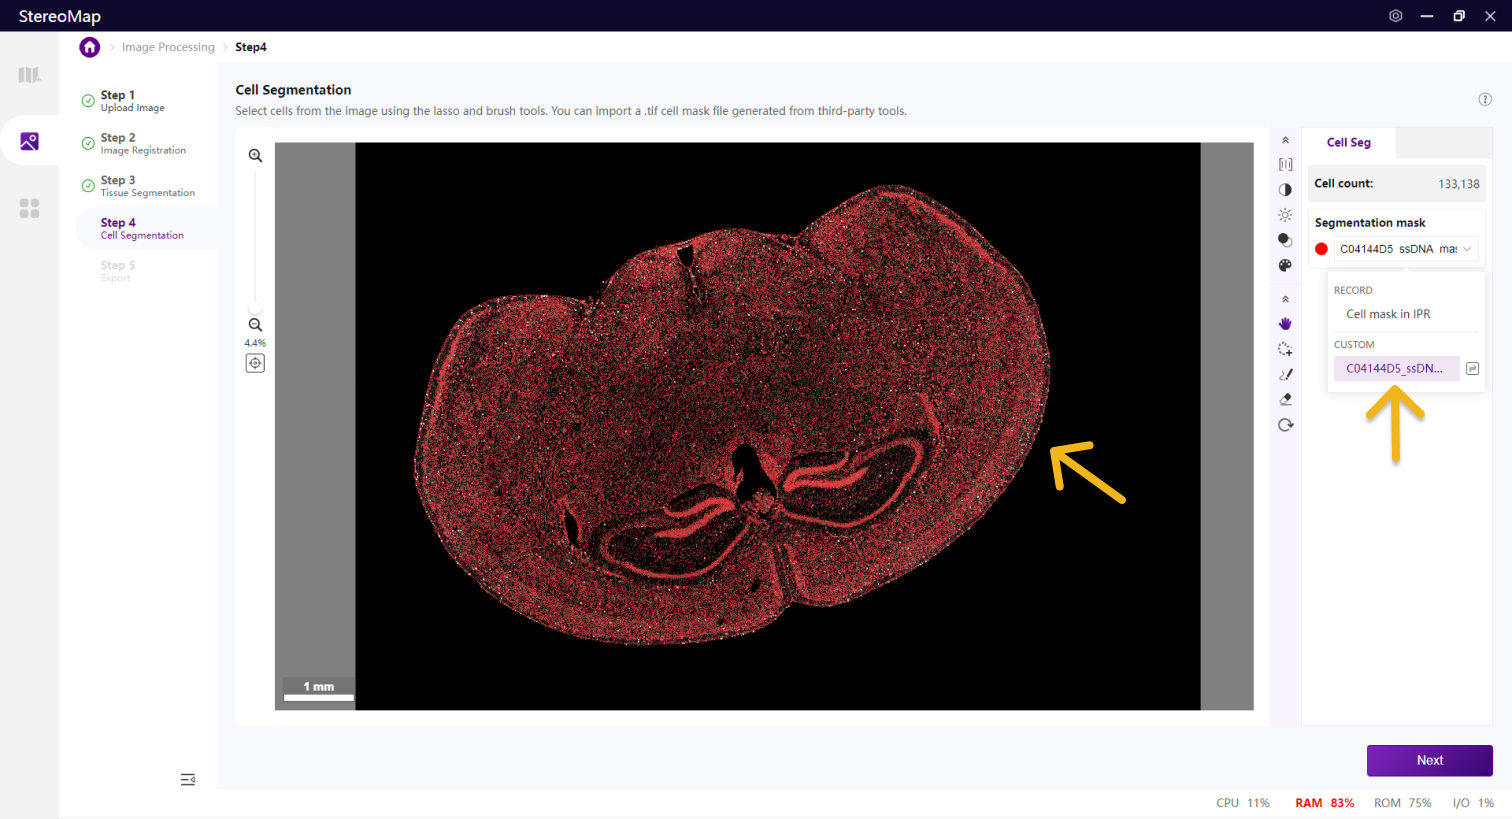 StereoMap
Image Processing
Step4
Step 1
Upload Image
Step 2
Image Registration
Step 3
Tissue Segmentation
Step 4
Cell Segmentation
Step 5
Export
Cell Segmentation
Select cells from the image using the lasso and brush tools. You can import a .tif cell mask file generated from third-party tools.
4.4%
1 mm
Cell Seg
Cell count: 133,138
Segmentation mask
C04144D5 ssDNA mas
RECORD
Cell mask in IPR
CUSTOM
C04144D5_ssDN...
Next
CPU 11% RAM 83% ROM 75% I/O 1%